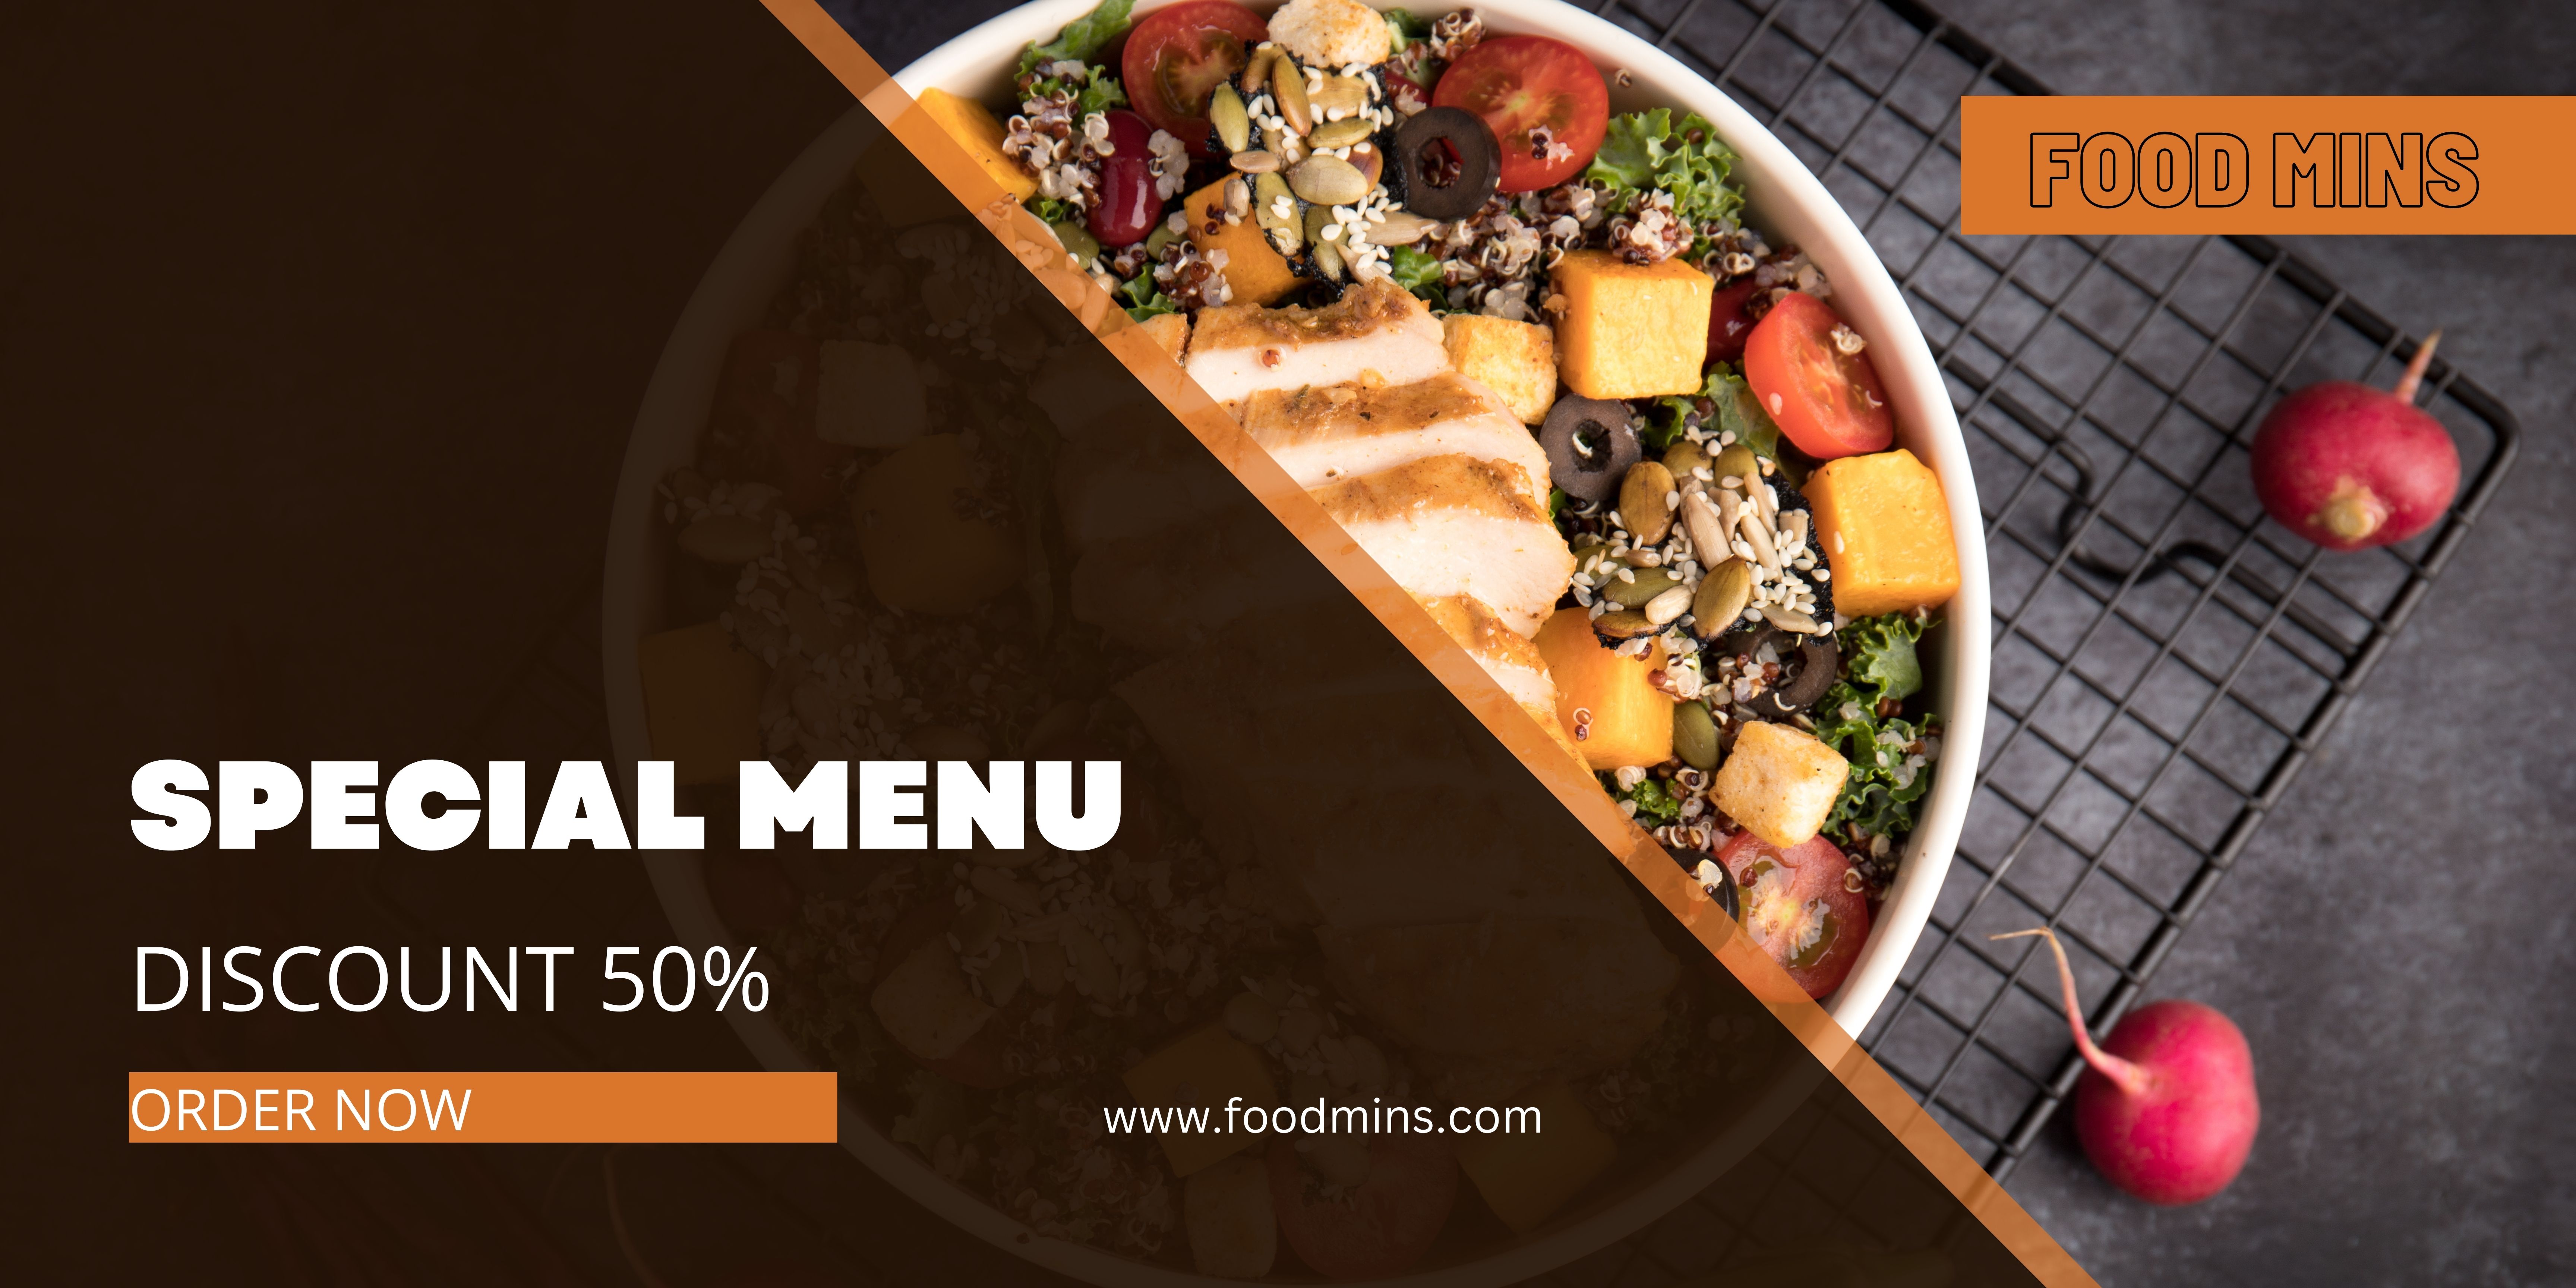 FOOD MINS
SPECIAL MENU
DISCOUNT 50%
ORDER NOW
www.foodmins.com